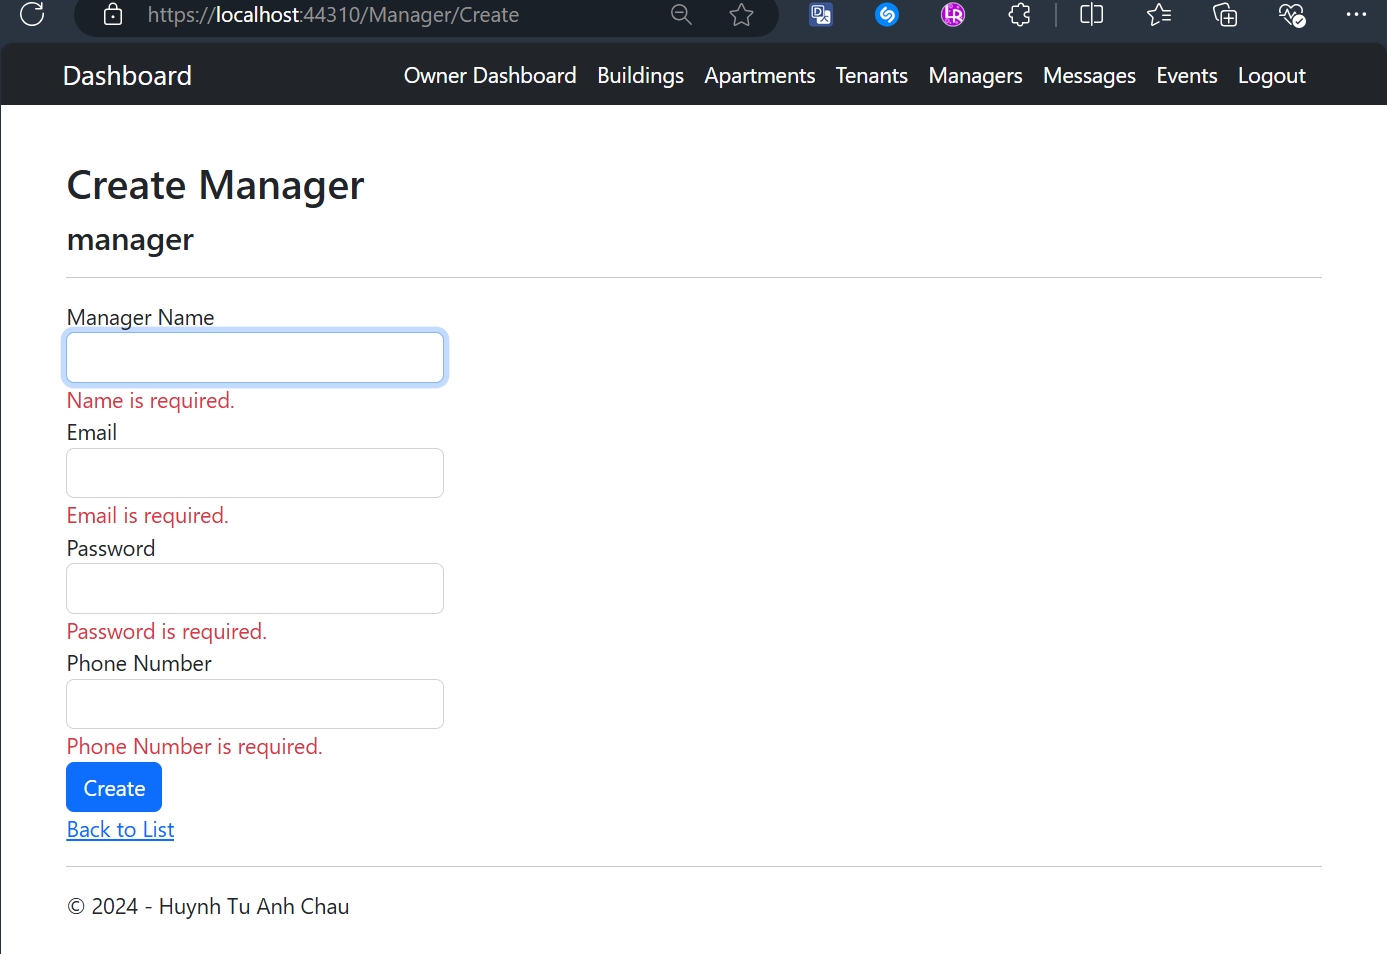 https://localhost:44310/Manager/Create
Dashboard Owner Dashboard Buildings Apartments Tenants Managers Messages Events Logout
Create Manager
manager
Manager Name
Name is required.
Email
Email is required.
Password
Password is required.
Phone Number
Phone Number is required.
Create
Back to List
© 2024 - Huynh Tu Anh Chau